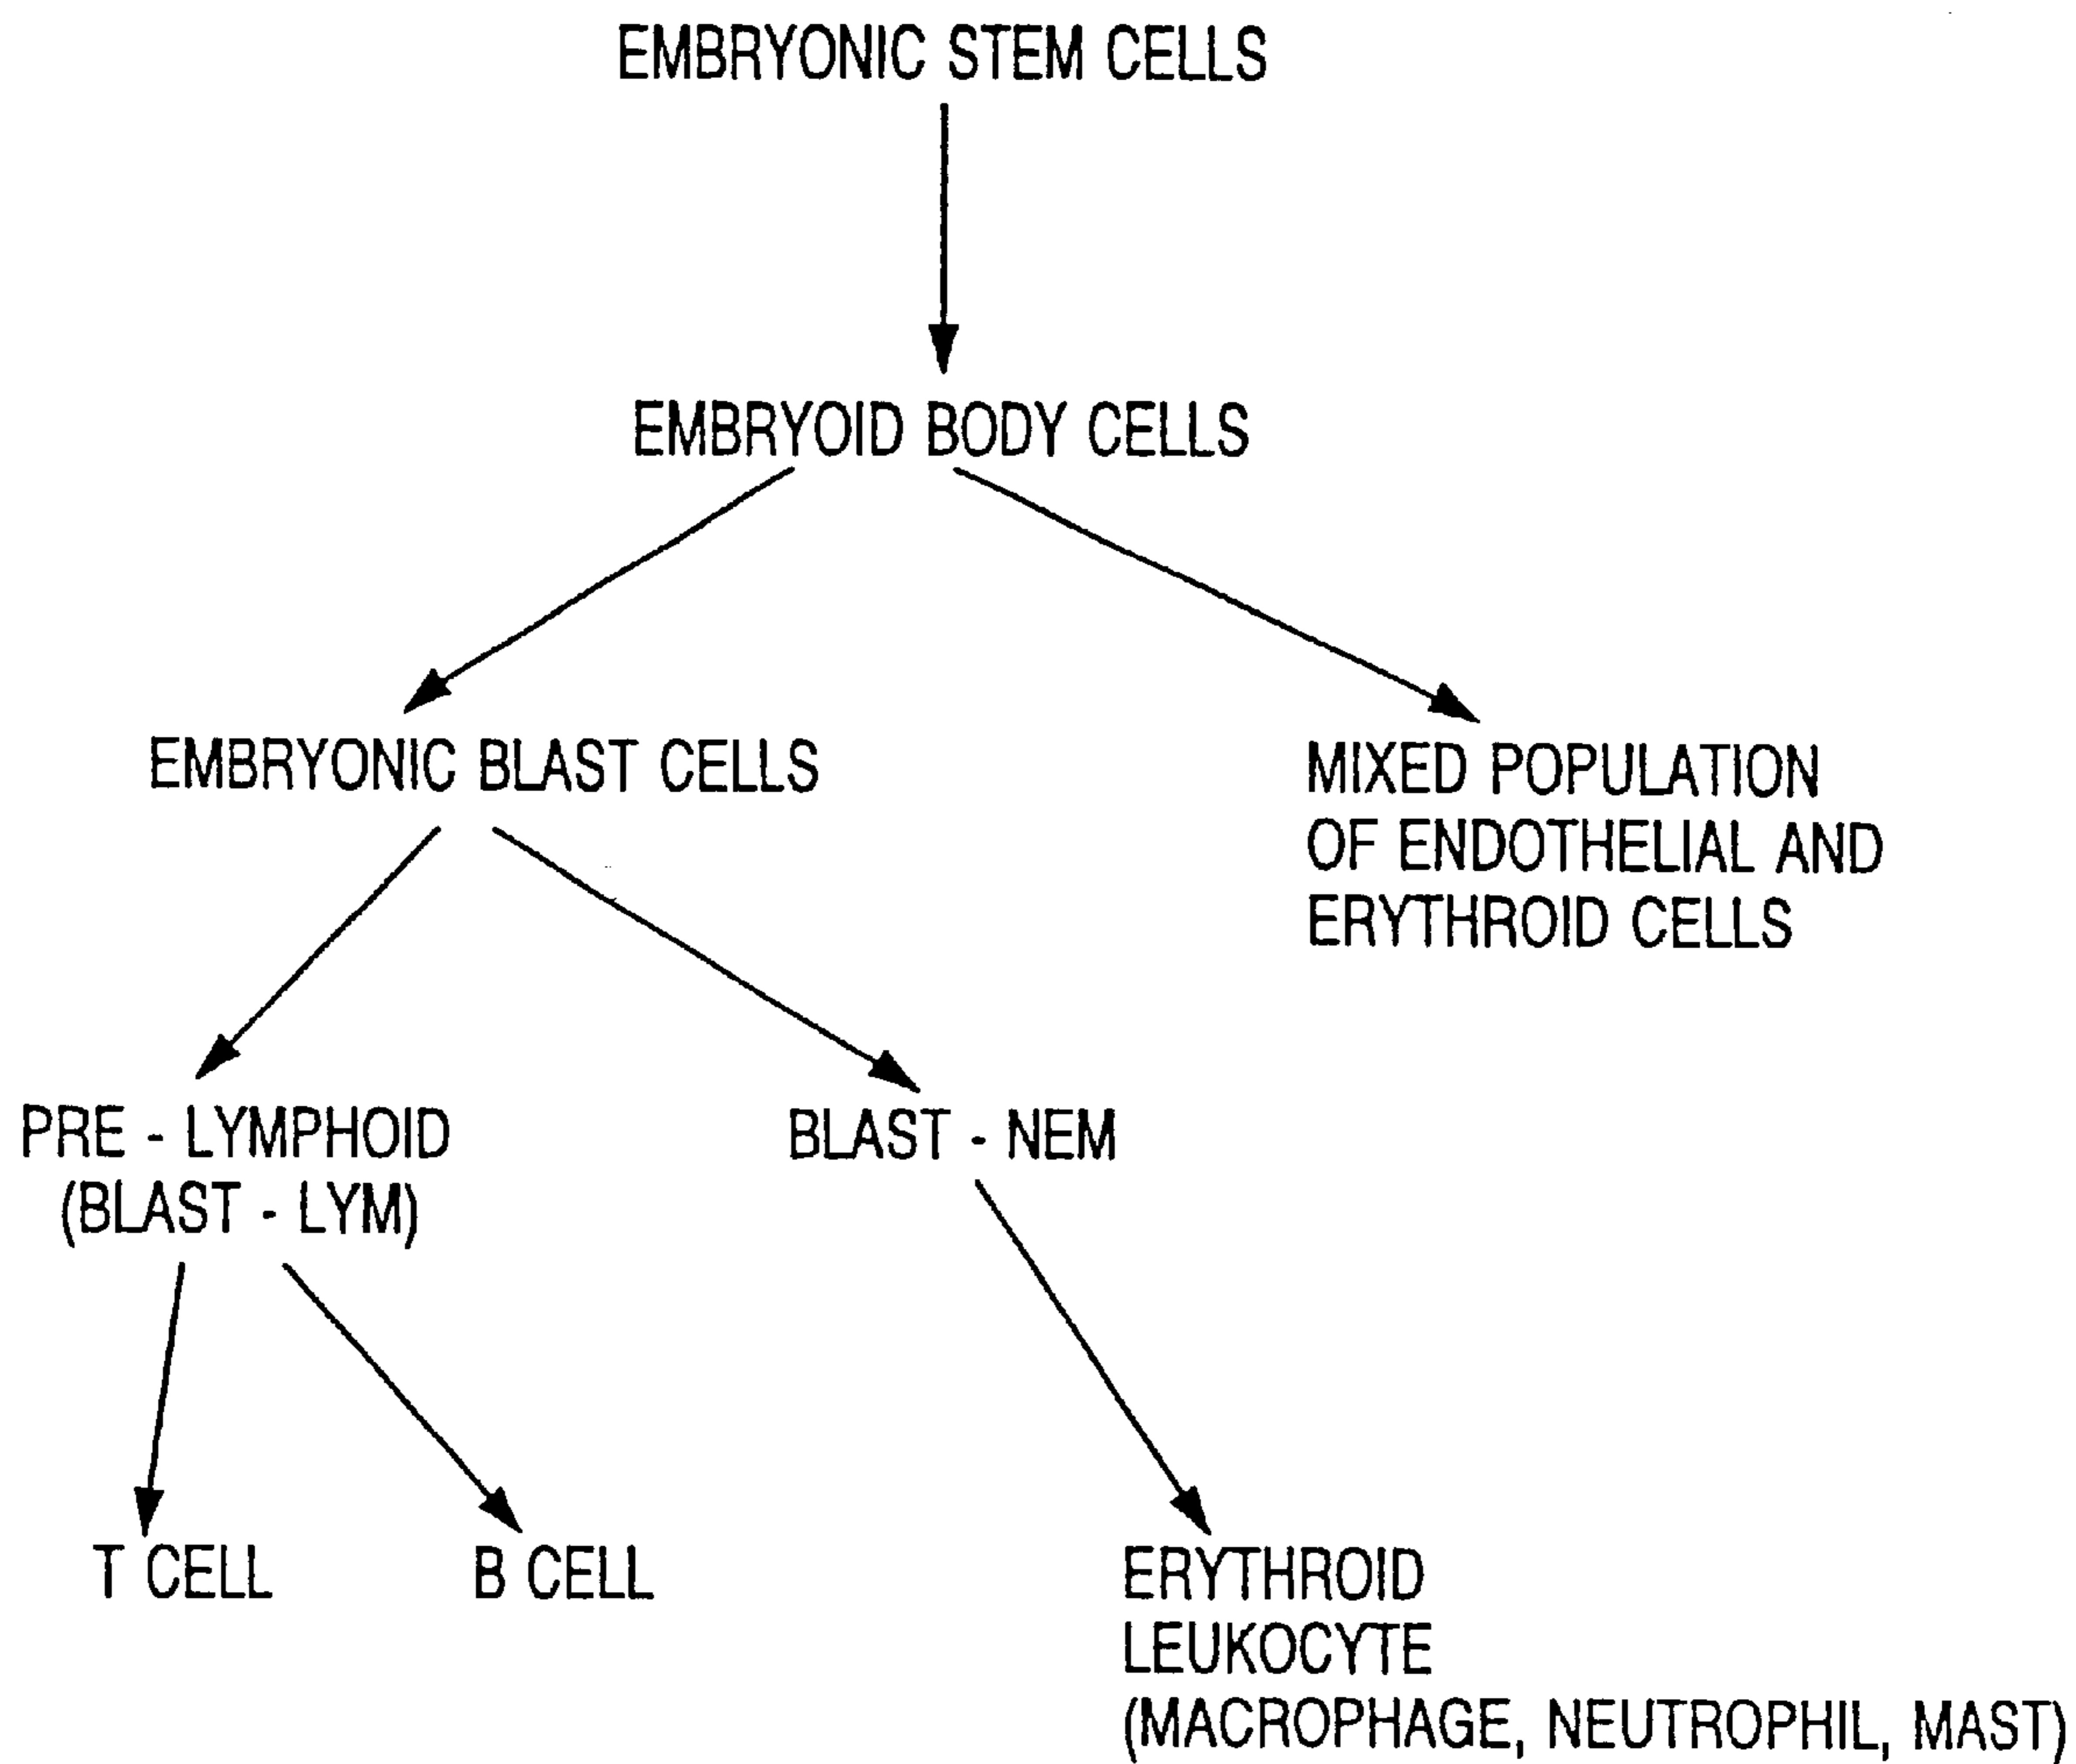 EMBRYONIC STEM CELLS
EMBRYOID BODY CELLS
EMBRYONIC BLAST CELLS
MIXED POPULATION
OF ENDOTHELIAL AND
ERYTHROID CELLS
PRE - LYMPHOID
(BLAST - LYM)
BLAST - NEM
T CELL
B CELL
ERYTHROID
LEUKOCYTE
(MACROPHAGE, NEUTROPHIL, MAST)